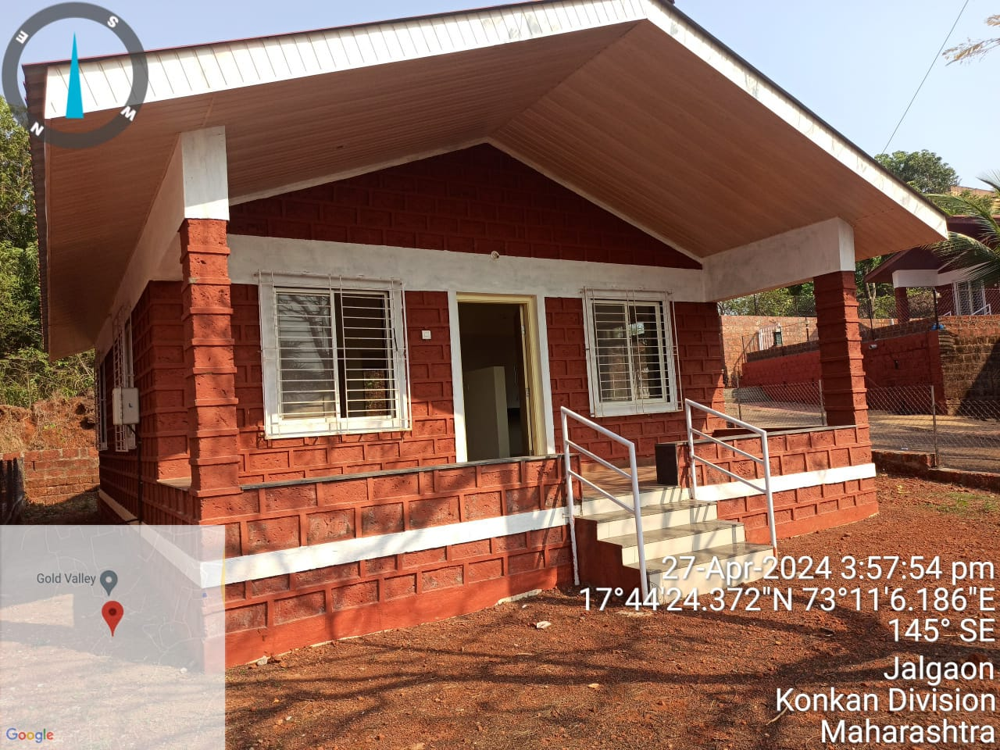 S
E
W
N
Gold Valley
Google
27-Apr-2024 3:57:54 pm
17°44'24.372"N 73°11'6.186"E
145° SE
Jalgaon
Konkan Division
Maharashtra